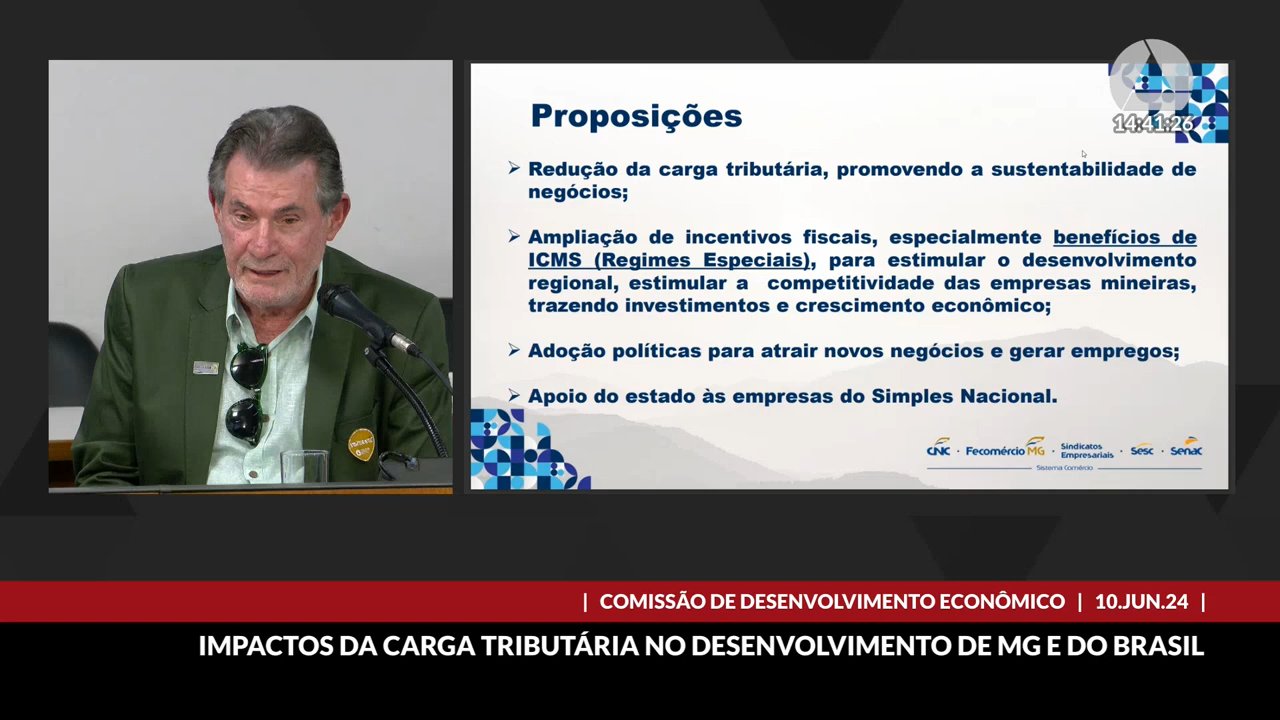 14:41:26
Proposições
Redução da carga tributária, promovendo a sustentabilidade de
negócios;
Ampliação de incentivos fiscais, especialmente benefícios de
ICMS (Regimes Especiais), para estimular o desenvolvimento
regional, estimular a competitividade das empresas mineiras,
trazendo investimentos e crescimento econômico;
Adoção políticas para atrair novos negócios e gerar empregos;
Apoio do estado às empresas do Simples Nacional.
CNC · Fecomércio MG · Sindicatos Empresariais · Sesc · Senac
Sistema Comércio
| COMISSÃO DE DESENVOLVIMENTO ECONÔMICO | 10.JUN.24 |
IMPACTOS DA CARGA TRIBUTÁRIA NO DESENVOLVIMENTO DE MG E DO BRASIL